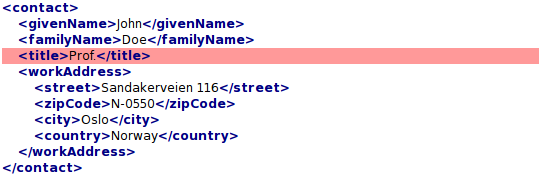 <contact>
<givenName>John</givenName>
<familyName>Doe</familyName>
<title>Prof.</title>
<workAddress>
<street>Sandakerveien 116</street>
<zipCode>N-0550</zipCode>
<city>Oslo</city>
<country>Norway</country>
</workAddress>
</contact>